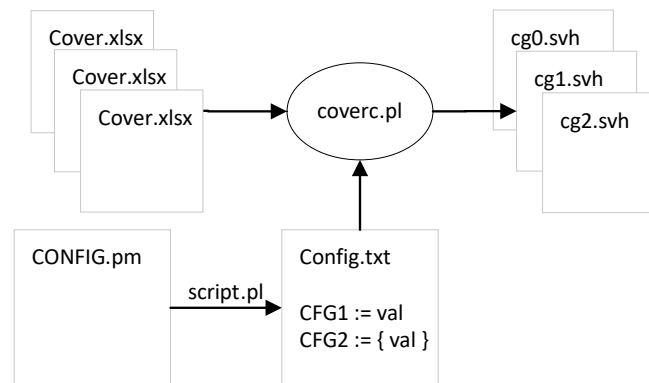 Cover.xlsx
Cover.xlsx
Cover.xlsx
coverc.pl
cg0.svh
cg1.svh
cg2.svh
CONFIG.pm
script.pl
Config.txt
CFG1 := val
CFG2 := { val }